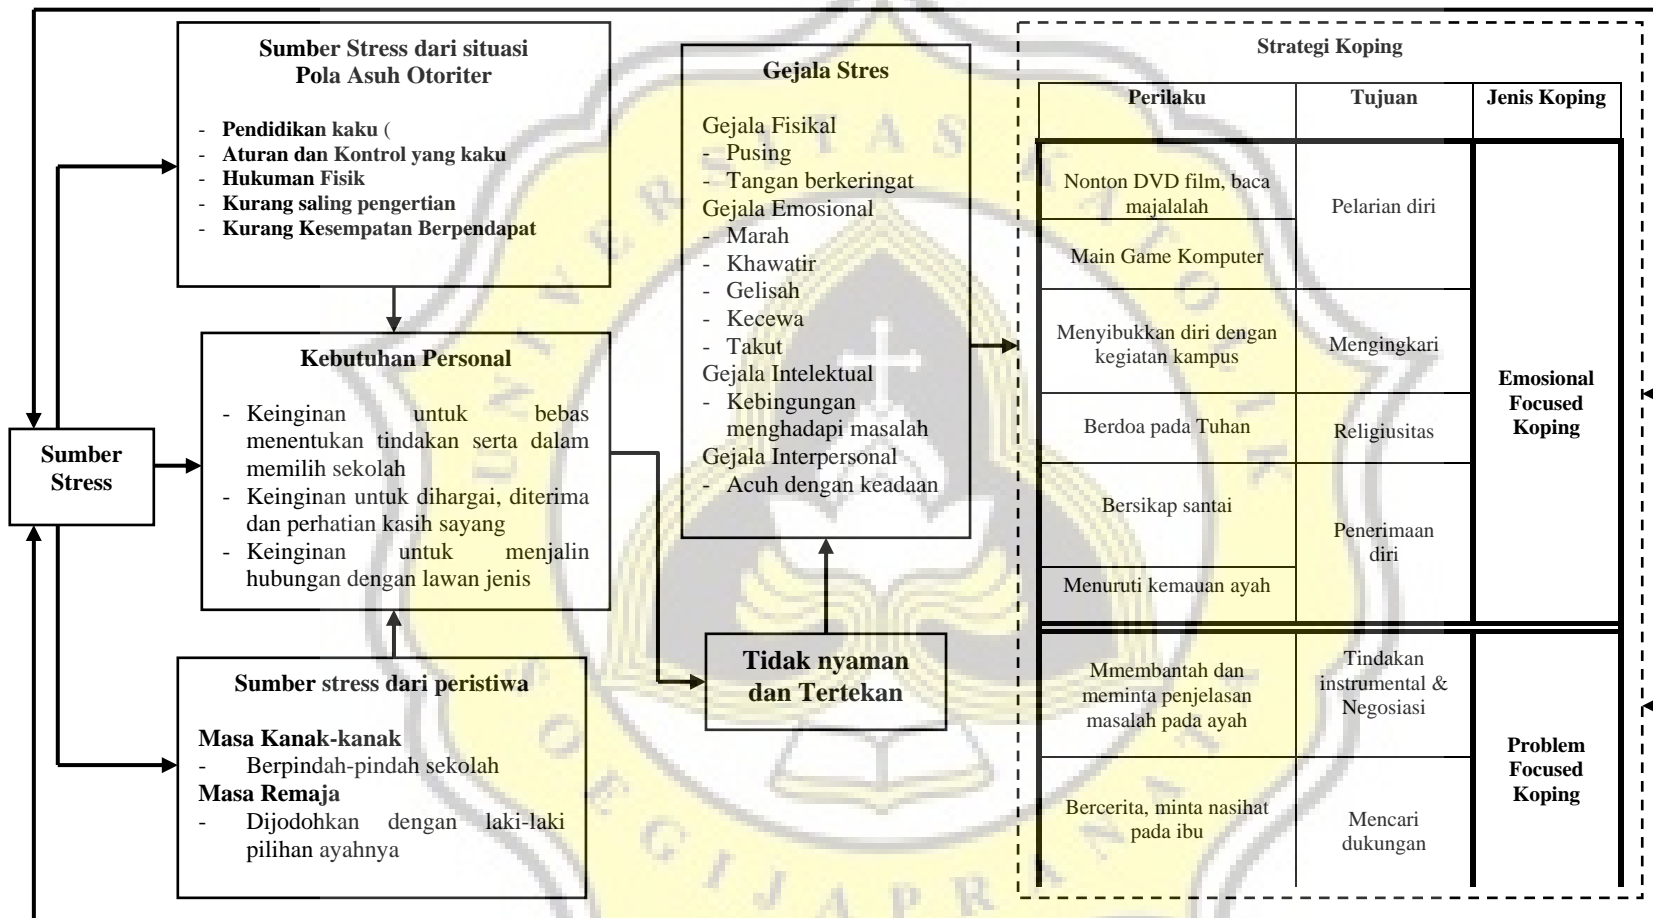 Sumber Stress dari situasi
Pola Asuh Otoriter
- Pendidikan kaku (
- Aturan dan Kontrol yang kaku
- Hukuman Fisik
- Kurang saling pengertian
- Kurang Kesempatan Berpendapat
Sumber
Stress
Kebutuhan Personal
- Keinginan untuk bebas
menentukan tindakan serta dalam
memilih sekolah
- Keinginan untuk dihargai, diterima
dan perhatian kasih sayang
- Keinginan untuk menjalin
hubungan dengan lawan jenis
Sumber stress dari peristiwa
Masa Kanak-kanak
- Berpindah-pindah sekolah
Masa Remaja
- Dijodohkan dengan laki-laki
pilihan ayahnya
Tidak nyaman
dan Tertekan
Gejala Stres
Gejala Fisikal
- Pusing
- Tangan berkeringat
Gejala Emosional
- Marah
- Khawatir
- Gelisah
- Kecewa
- Takut
Gejala Intelektual
- Kebingungan
menghadapi masalah
Gejala Interpersonal
- Acuh dengan keadaan
Strategi Koping
Perilaku
Tujuan
Jenis Koping
Nonton DVD film, baca
majalalah
Pelarian diri
Main Game Komputer
Menyibukkan diri dengan
kegiatan kampus
Mengingkari
Berdoa pada Tuhan
Religiusitas
Bersikap santai
Penerimaan
diri
Menuruti kemauan ayah
Emosional
Focused
Koping
Mmembantah dan
meminta penjelasan
masalah pada ayah
Tindakan
instrumental &
Negosiasi
Bercerita, minta nasihat
pada ibu
Mencari
dukungan
Problem
Focused
Koping
UNIVERSITAS KATOLIK
SOEGIJAPRANATA